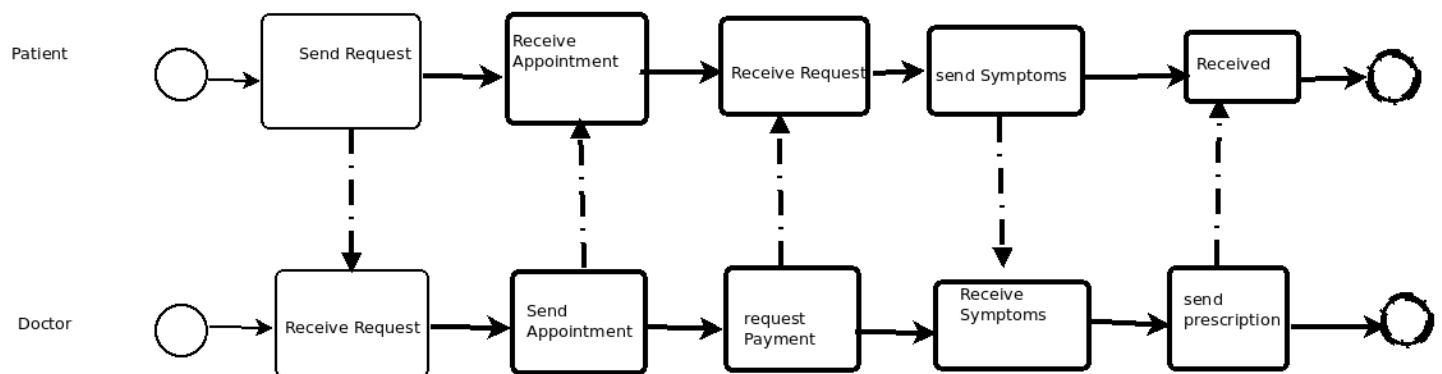 Patient
Send Request
Receive
Appointment
Receive Request
send Symptoms
Received
Doctor
Receive Request
Send
Appointment
request
Payment
Receive
Symptoms
send
prescription